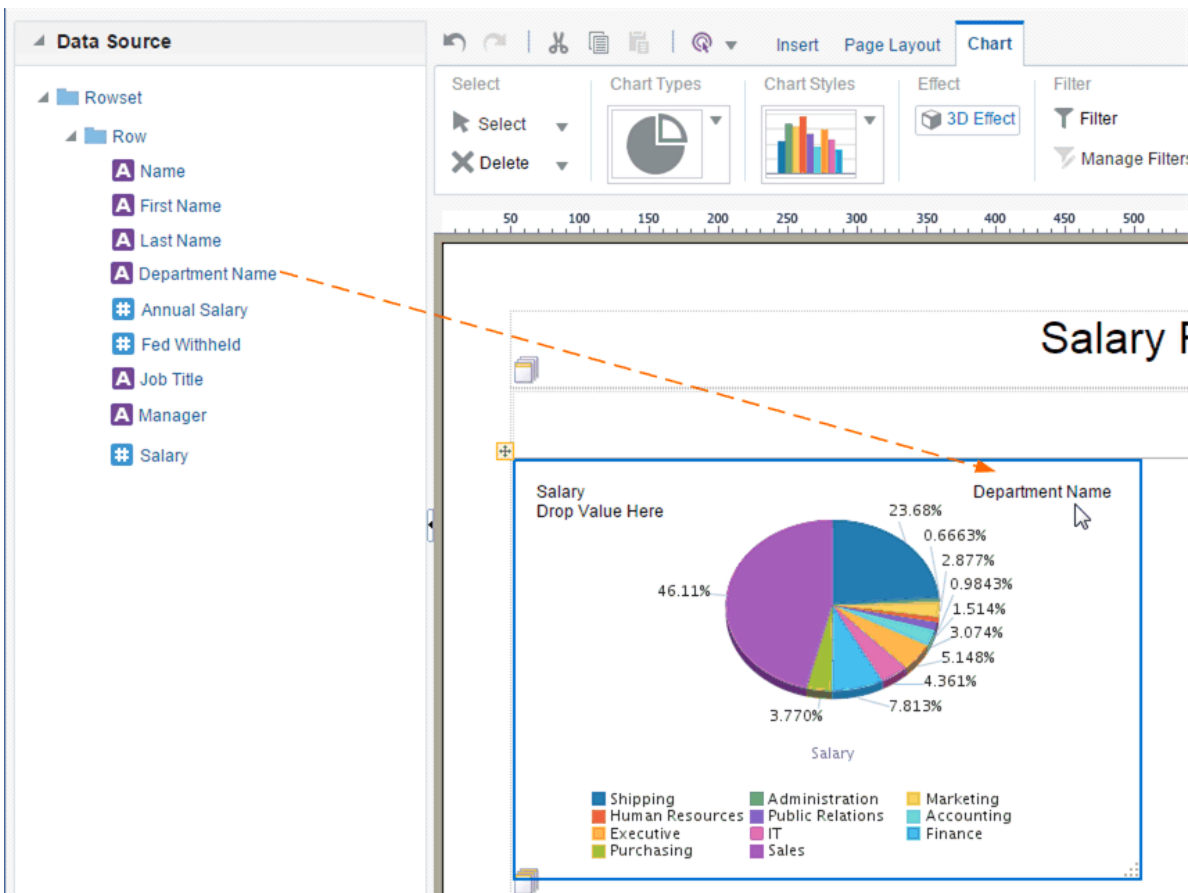 Data Source
Rowset
Row
A Name
A First Name
A Last Name
A Department Name
# Annual Salary
# Fed Withheld
A Job Title
A Manager
# Salary
Insert Page Layout Chart
Select Chart Types Chart Styles Effect Filter
Select
Delete
3D Effect
Filter
Manage Filters
50 100 150 200 250 300 350 400 450 500
Salary
Salary
Drop Value Here
Department Name
23.68%
0.6663%
2.877%
0.9843%
1.514%
3.074%
5.148%
4.361%
7.813%
3.770%
46.11%
Salary
Shipping Administration Marketing
Human Resources Public Relations Accounting
Executive IT Finance
Purchasing Sales